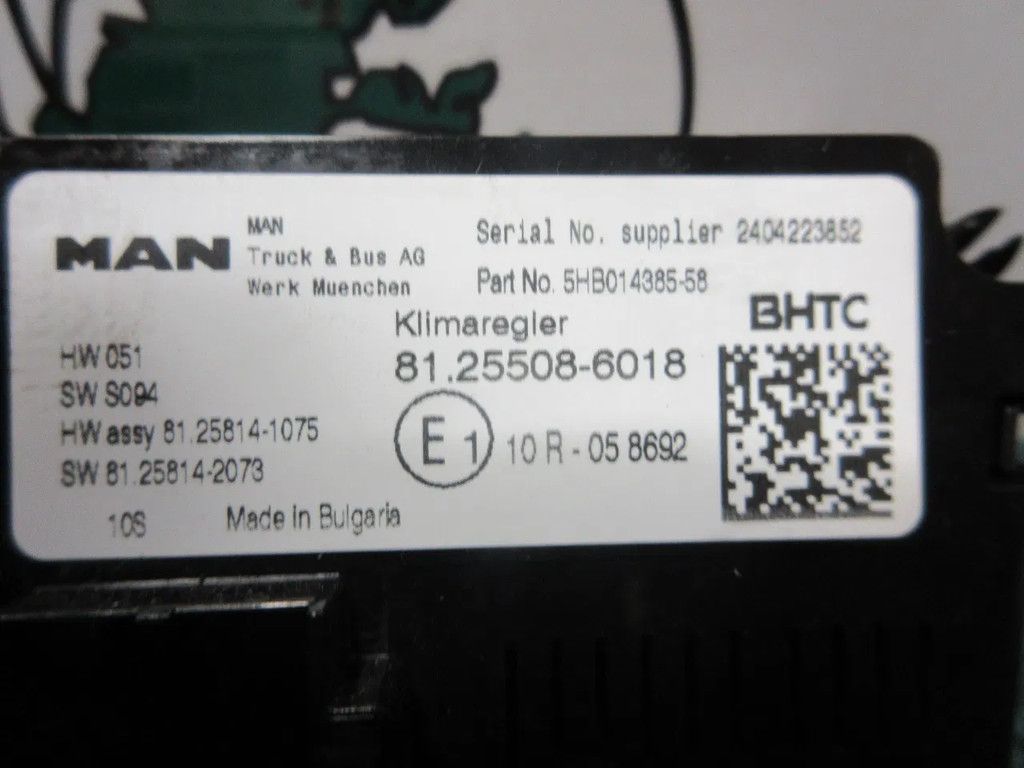 MAN
MAN
Truck & Bus AG
Werk Muenchen
Serial No. supplier 2404223852
Part No. 5HB014385-58
BHTC
Klimaregler
81.25508-6018
HW 051
SW S094
HW assy 81.25814-1075
SW 81.25814-2073
E1 10 R - 05 8692
10S Made in Bulgaria